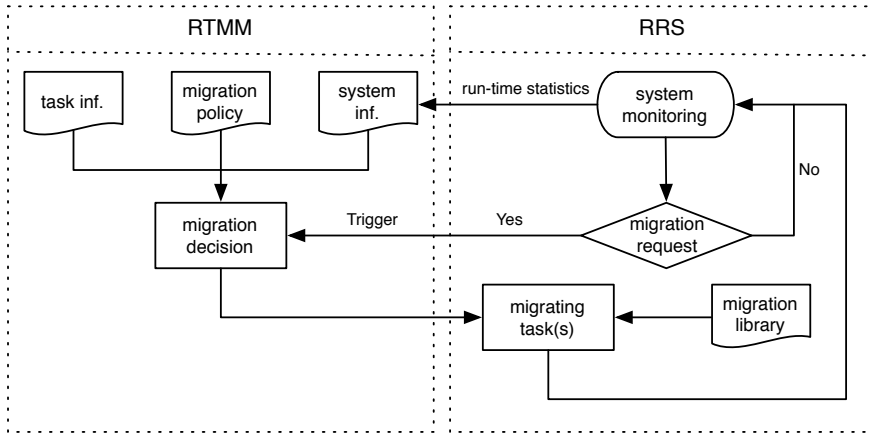 RTMM
RRS
task inf.
migration
policy
system
inf.
run-time statistics
system
monitoring
No
migration
decision
Trigger
Yes
migration
request
migrating
task(s)
migration
library